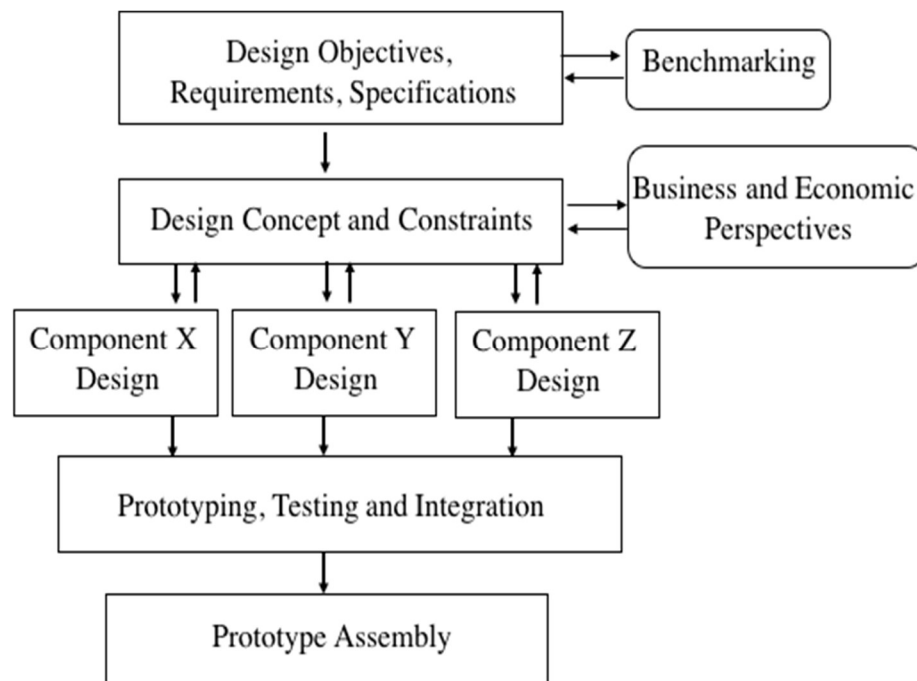 Design Objectives,
Requirements, Specifications
Benchmarking
Design Concept and Constraints
Business and Economic
Perspectives
Component X
Design
Component Y
Design
Component Z
Design
Prototyping, Testing and Integration
Prototype Assembly